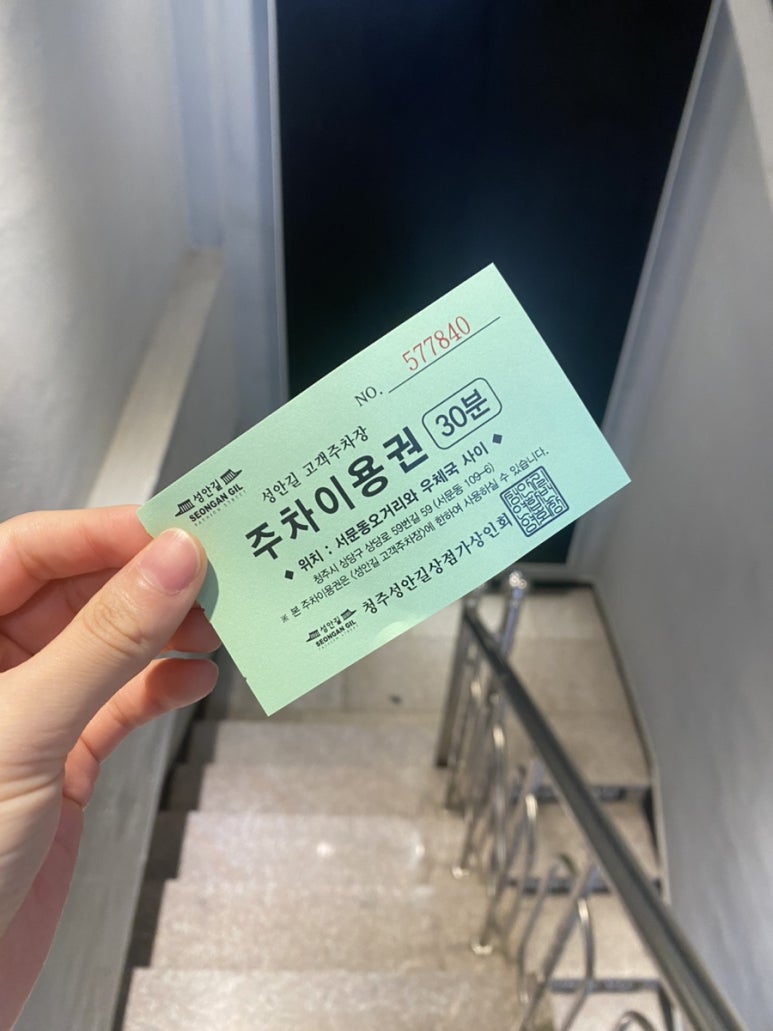 NO. 577840
성안길
SEONGAN GIL
FASHION STREET
성안길 고객주차장
주차이용권 30분
◆ 위치 : 서문동오거리와 우체국 사이 ◆
청주시 상당구 상당로 59번길 59 (서문동 109-6)
※ 본 주차이용권은 (성안길 고객주차장)에 한하여 사용하실 수 있습니다.
성안길
SEONGAN GIL
FASHION STREET
청주성안길상점가상인회